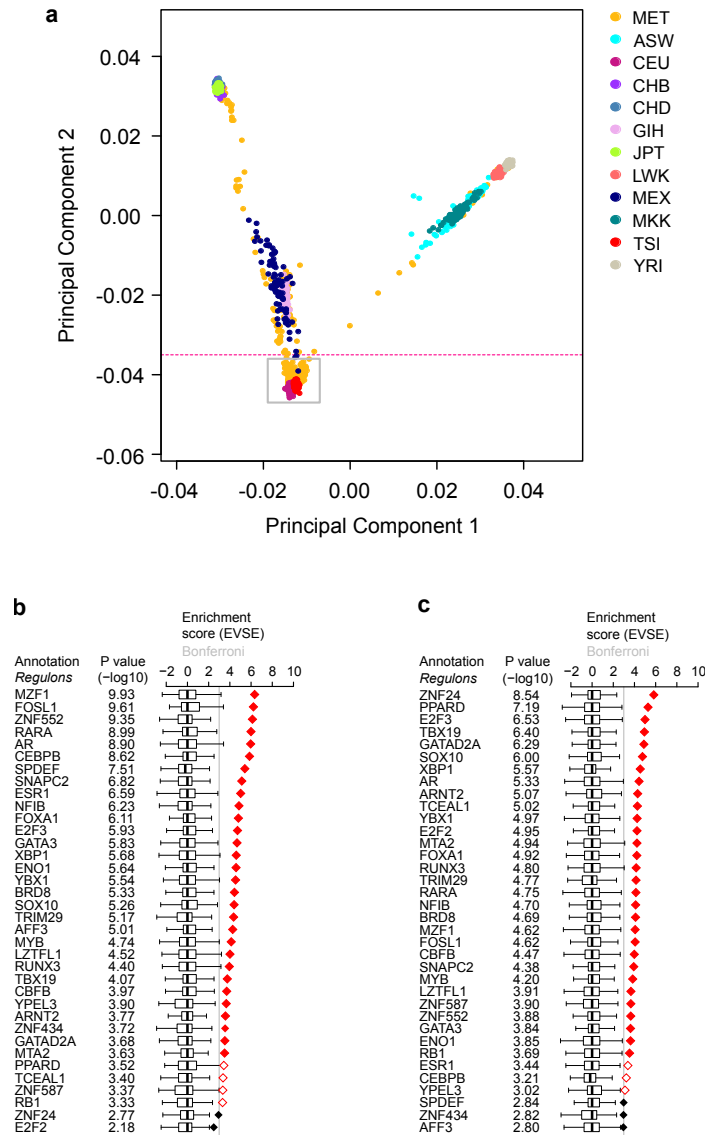 a
MET
ASW
CEU
CHB
CHD
GIH
JPT
LWK
MEX
MKK
TSI
YRI
Principal Component 2
0.04
0.02
0.00
-0.02
-0.04
-0.06
-0.04
-0.02
0.00
0.02
0.04
Principal Component 1
b
Enrichment
score (EVSE)
Bonferroni
Annotation P value
Regulons (−log10) −2 0 2 4 6 8 10
MZF1 9.93
FOSL1 9.61
ZNF552 9.35
RARA 8.99
AR 8.90
CEBPB 8.62
SPDEF 7.51
SNAPC2 6.82
ESR1 6.59
NFIB 6.23
FOXA1 6.11
E2F3 5.93
GATA3 5.83
XBP1 5.68
ENO1 5.64
YBX1 5.54
BRD8 5.33
SOX10 5.26
TRIM29 5.17
AFF3 5.01
MYB 4.74
LZTFL1 4.52
RUNX3 4.40
TBX19 4.07
CBFB 3.97
YPEL3 3.90
ARNT2 3.77
ZNF434 3.72
GATAD2A 3.68
MTA2 3.63
PPARD 3.52
TCEAL1 3.40
ZNF587 3.37
RB1 3.33
ZNF24 2.77
E2F2 2.18
c
Enrichment
score (EVSE)
Bonferroni
Annotation P value
Regulons (−log10) −2 0 2 4 6 8 10
ZNF24 8.54
PPARD 7.19
E2F3 6.53
TBX19 6.40
GATAD2A 6.29
SOX10 6.00
XBP1 5.57
AR 5.33
ARNT2 5.07
TCEAL1 5.02
YBX1 4.97
E2F2 4.95
MTA2 4.94
FOXA1 4.92
RUNX3 4.80
TRIM29 4.77
RARA 4.75
NFIB 4.70
BRD8 4.69
MZF1 4.62
FOSL1 4.62
CBFB 4.47
SNAPC2 4.38
MYB 4.20
LZTFL1 3.91
ZNF587 3.90
ZNF552 3.88
GATA3 3.84
ENO1 3.85
RB1 3.69
ESR1 3.44
CEBPB 3.21
YPEL3 3.02
SPDEF 2.84
ZNF434 2.82
AFF3 2.80